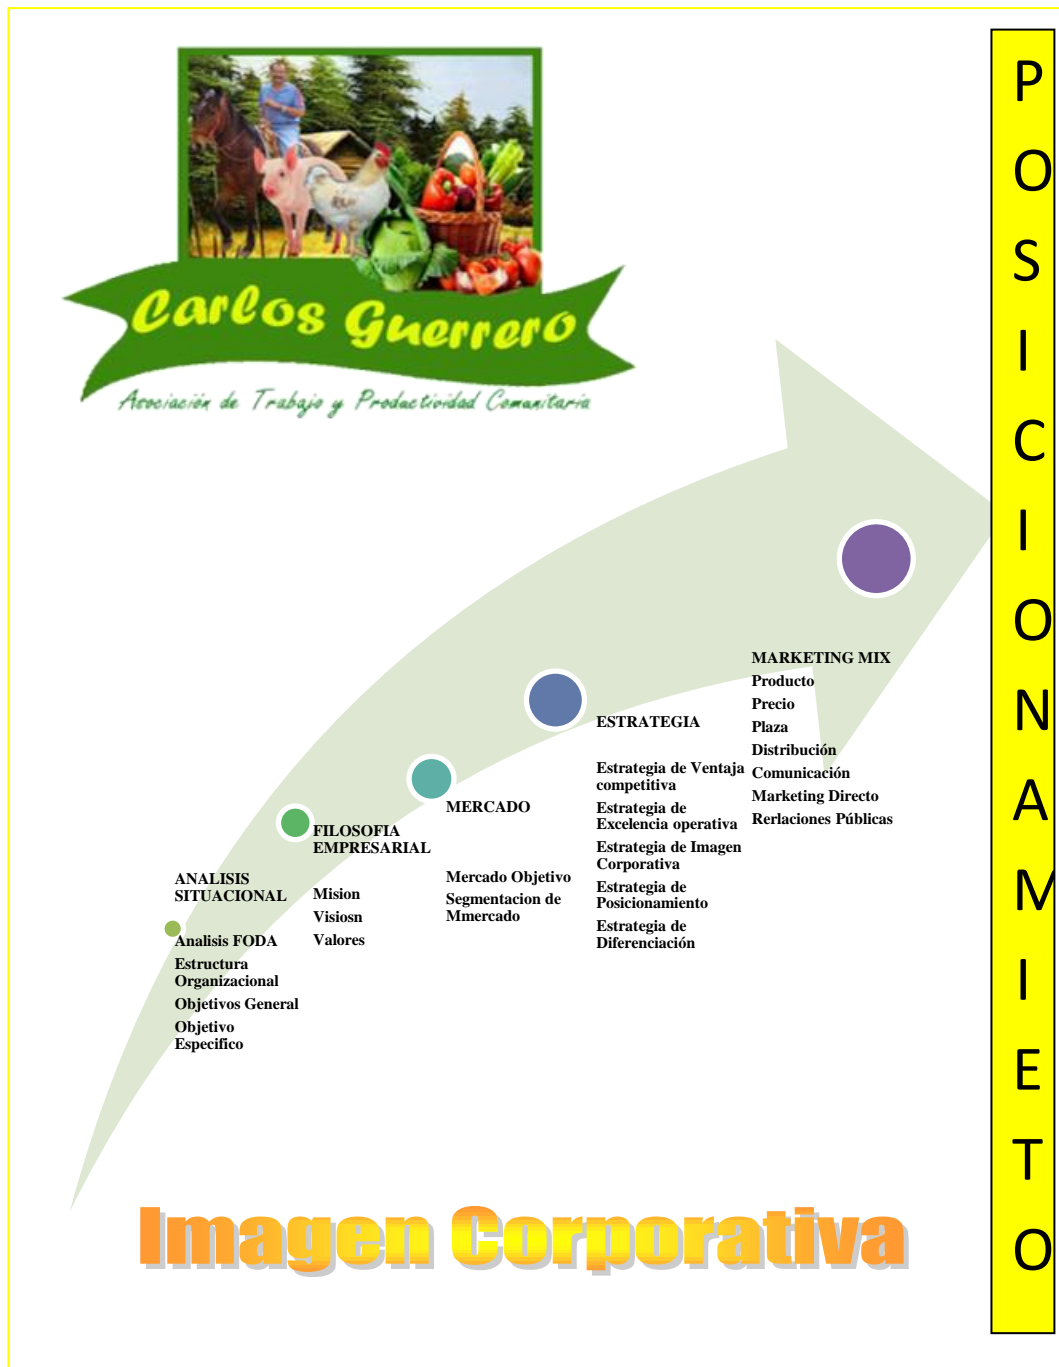 Carlos Guerrero
Asociación de Trabajo y Productividad Comunitaria
ANALISIS
SITUACIONAL
Analisis FODA
Estructura
Organizacional
Objetivos General
Objetivo
Especifico
FILOSOFIA
EMPRESARIAL
Mision
Visiosn
Valores
MERCADO
Mercado Objetivo
Segmentacion de
Mmercado
ESTRATEGIA
Estrategia de Ventaja
competitiva
Estrategia de
Excelencia operativa
Estrategia de Imagen
Corporativa
Estrategia de
Posicionamiento
Estrategia de
Diferenciación
MARKETING MIX
Producto
Precio
Plaza
Distribución
Comunicación
Marketing Directo
Rerlaciones Públicas
P
O
S
I
C
I
O
N
A
M
I
E
T
O
Imagen Corporativa